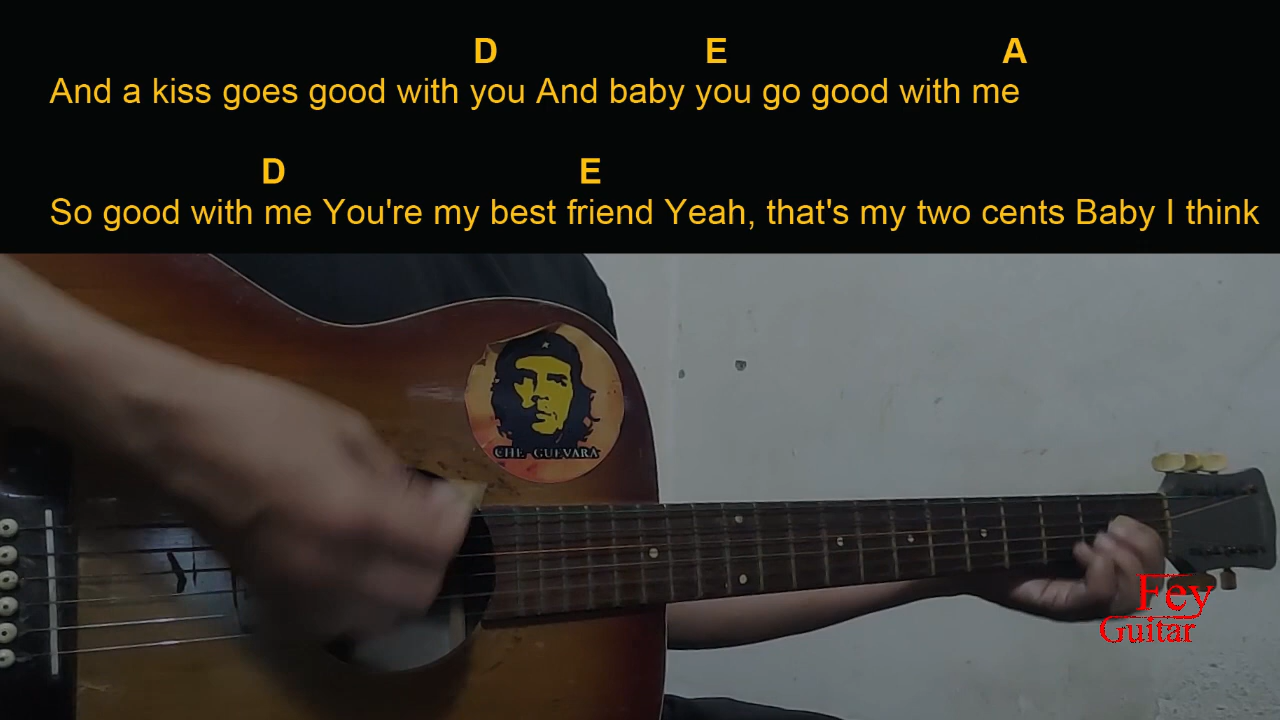 D E A
And a kiss goes good with you And baby you go good with me
D E
So good with me You're my best friend Yeah, that's my two cents Baby I think
CHE GUEVARA
Fey
Guitar